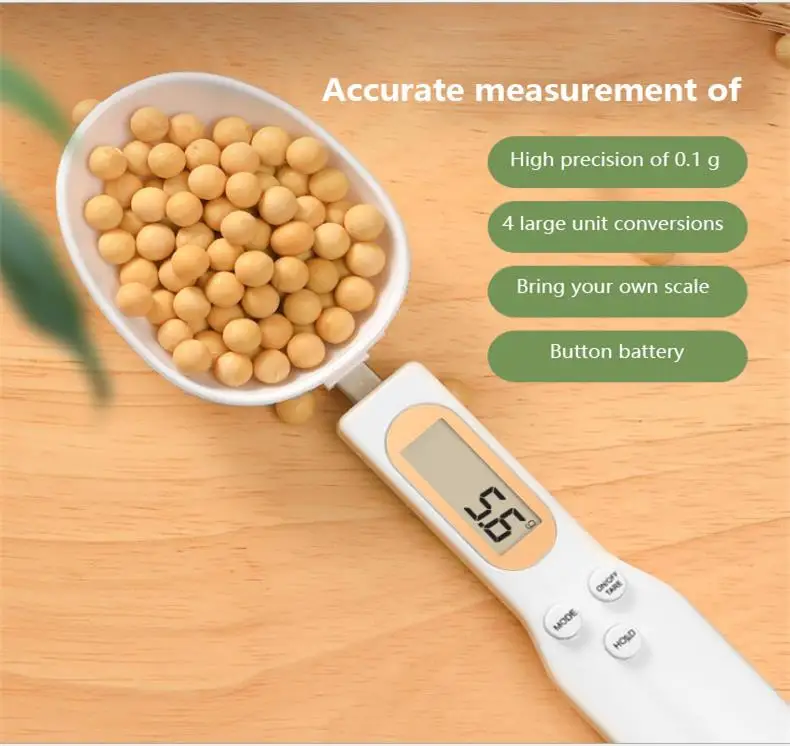 Accurate measurement of
High precision of 0.1 g
4 large unit conversions
Bring your own scale
Button battery
5.6 g
ON/OFF
TARE
MODE
HOLD